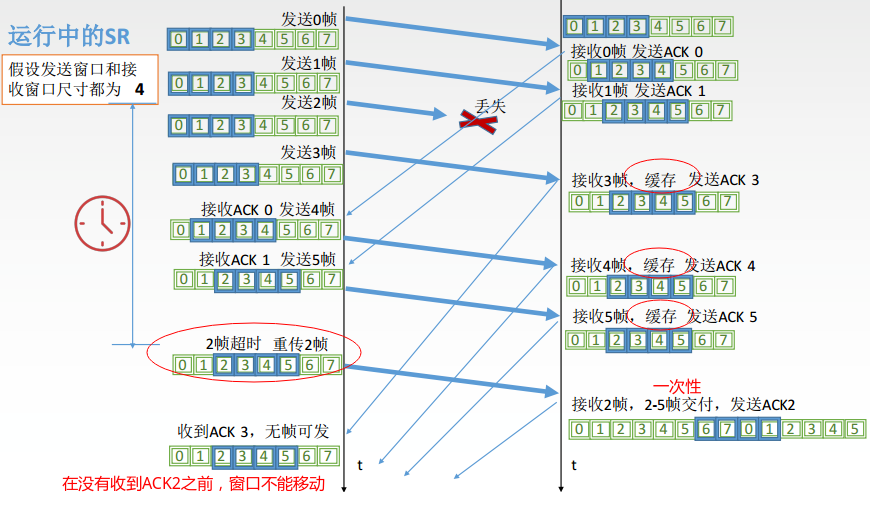 运行中的SR
假设发送窗口和接
收窗口尺寸都为 4
发送0帧
0 1 2 3 4 5 6 7
发送1帧
0 1 2 3 4 5 6 7
发送2帧
0 1 2 3 4 5 6 7
发送3帧
0 1 2 3 4 5 6 7
接收ACK 0 发送4帧
0 1 2 3 4 5 6 7
接收ACK 1 发送5帧
0 1 2 3 4 5 6 7
2帧超时 重传2帧
0 1 2 3 4 5 6 7
收到ACK 3，无帧可发
0 1 2 3 4 5 6 7
在没有收到ACK2之前，窗口不能移动
t
丢失
0 1 2 3 4 5 6 7
接收0帧 发送ACK 0
0 1 2 3 4 5 6 7
接收1帧 发送ACK 1
0 1 2 3 4 5 6 7
接收3帧，缓存 发送ACK 3
0 1 2 3 4 5 6 7
接收4帧，缓存 发送ACK 4
0 1 2 3 4 5 6 7
接收5帧，缓存 发送ACK 5
0 1 2 3 4 5 6 7
一次性
接收2帧，2-5帧交付，发送ACK2
0 1 2 3 4 5 6 7 0 1 2 3 4 5
t